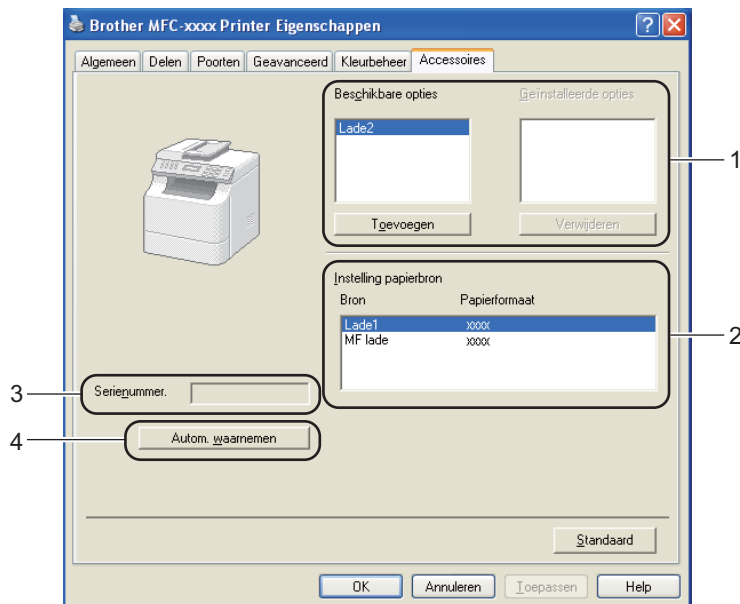 Brother MFC-xxxx Printer Eigenschappen
Algemeen Delen Poorten Geavanceerd Kleurbeheer Accessoires
Beschikbare opties Geïnstalleerde opties
Lade2
1
Toevoegen Verwijderen
Instelling papierbron
Bron Papierformaat
Lade1 xxxx
MF lade xxxx
2
3 Serienummer.
4 Autom. waarnemen
Standaard
OK Annuleren Toepassen Help